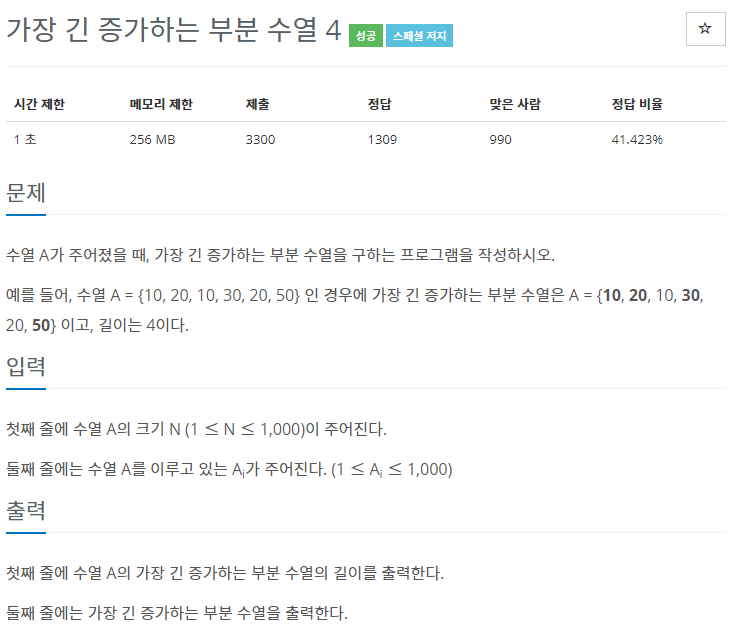 가장 긴 증가하는 부분 수열 4 성공 스페셜 저지
시간 제한 메모리 제한 제출 정답 맞은 사람 정답 비율
1 초 256 MB 3300 1309 990 41.423%
문제
수열 A가 주어졌을 때, 가장 긴 증가하는 부분 수열을 구하는 프로그램을 작성하시오.
예를 들어, 수열 A = {10, 20, 10, 30, 20, 50} 인 경우에 가장 긴 증가하는 부분 수열은 A = {10, 20, 10, 30,
20, 50} 이고, 길이는 4이다.
입력
첫째 줄에 수열 A의 크기 N (1 ≤ N ≤ 1,000)이 주어진다.
둘째 줄에는 수열 A를 이루고 있는 Ai가 주어진다. (1 ≤ Ai ≤ 1,000)
출력
첫째 줄에 수열 A의 가장 긴 증가하는 부분 수열의 길이를 출력한다.
둘째 줄에는 가장 긴 증가하는 부분 수열을 출력한다.